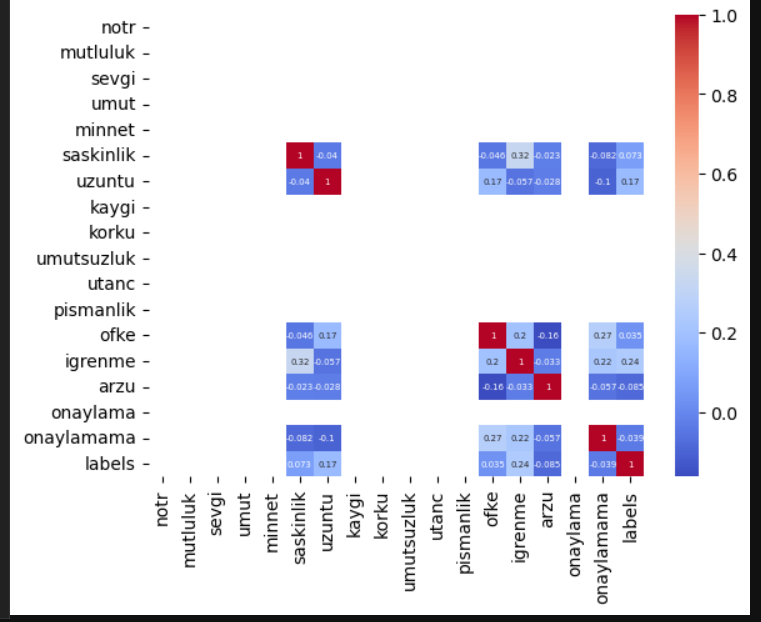 notr
mutluluk
sevgi
umut
minnet
saskinlik 1 -0.04 -0.046 0.32 -0.023 -0.082 0.073
uzuntu -0.04 1 0.17 -0.057 -0.028 -0.1 0.17
kaygi
korku
umutsuzluk
utanc
pismanlik
ofke -0.046 0.17 1 0.2 -0.16 0.27 0.035
igrenme 0.32 -0.057 0.2 1 -0.033 0.22 0.24
arzu -0.023 -0.028 -0.16 -0.033 1 -0.057 -0.085
onaylama
onaylamama -0.082 -0.1 0.27 0.22 -0.057 1 -0.039
labels 0.073 0.17 0.035 0.24 -0.085 -0.039 1
notr
mutluluk
sevgi
umut
minnet
saskinlik
uzuntu
kaygi
korku
umutsuzluk
utanc
pismanlik
ofke
igrenme
arzu
onaylama
onaylamama
labels
1.0
0.8
0.6
0.4
0.2
0.0